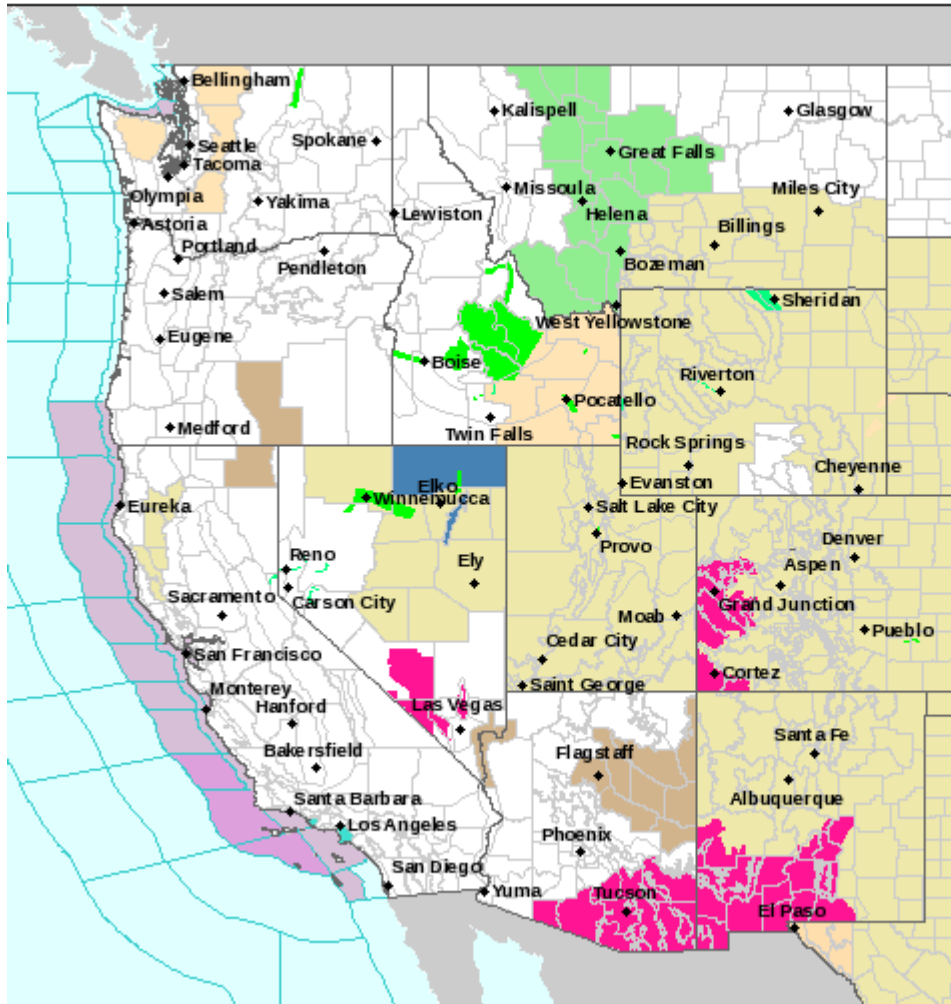 Bellingham
Kalispell
Glasgow
Spokane
Seattle
Great Falls
Tacoma
Missoula
Miles City
Olympia
Yakima
Lewiston
Helena
Astoria
Billings
Portland
Pendleton
Bozeman
Salem
Sheridan
West Yellowstone
Eugene
Boise
Riverton
Pocatello
Medford
Twin Falls
Rock Springs
Cheyenne
Evanston
Elko
Winnemucca
Eureka
Salt Lake City
Provo
Denver
Reno
Ely
Aspen
Carson City
Grand Junction
Sacramento
Moab
Pueblo
Cedar City
San Francisco
Cortez
Saint George
Monterey
Hanford
Las Vegas
Bakersfield
Flagstaff
Santa Fe
Albuquerque
Santa Barbara
Los Angeles
Phoenix
San Diego
Yuma
Tucson
El Paso